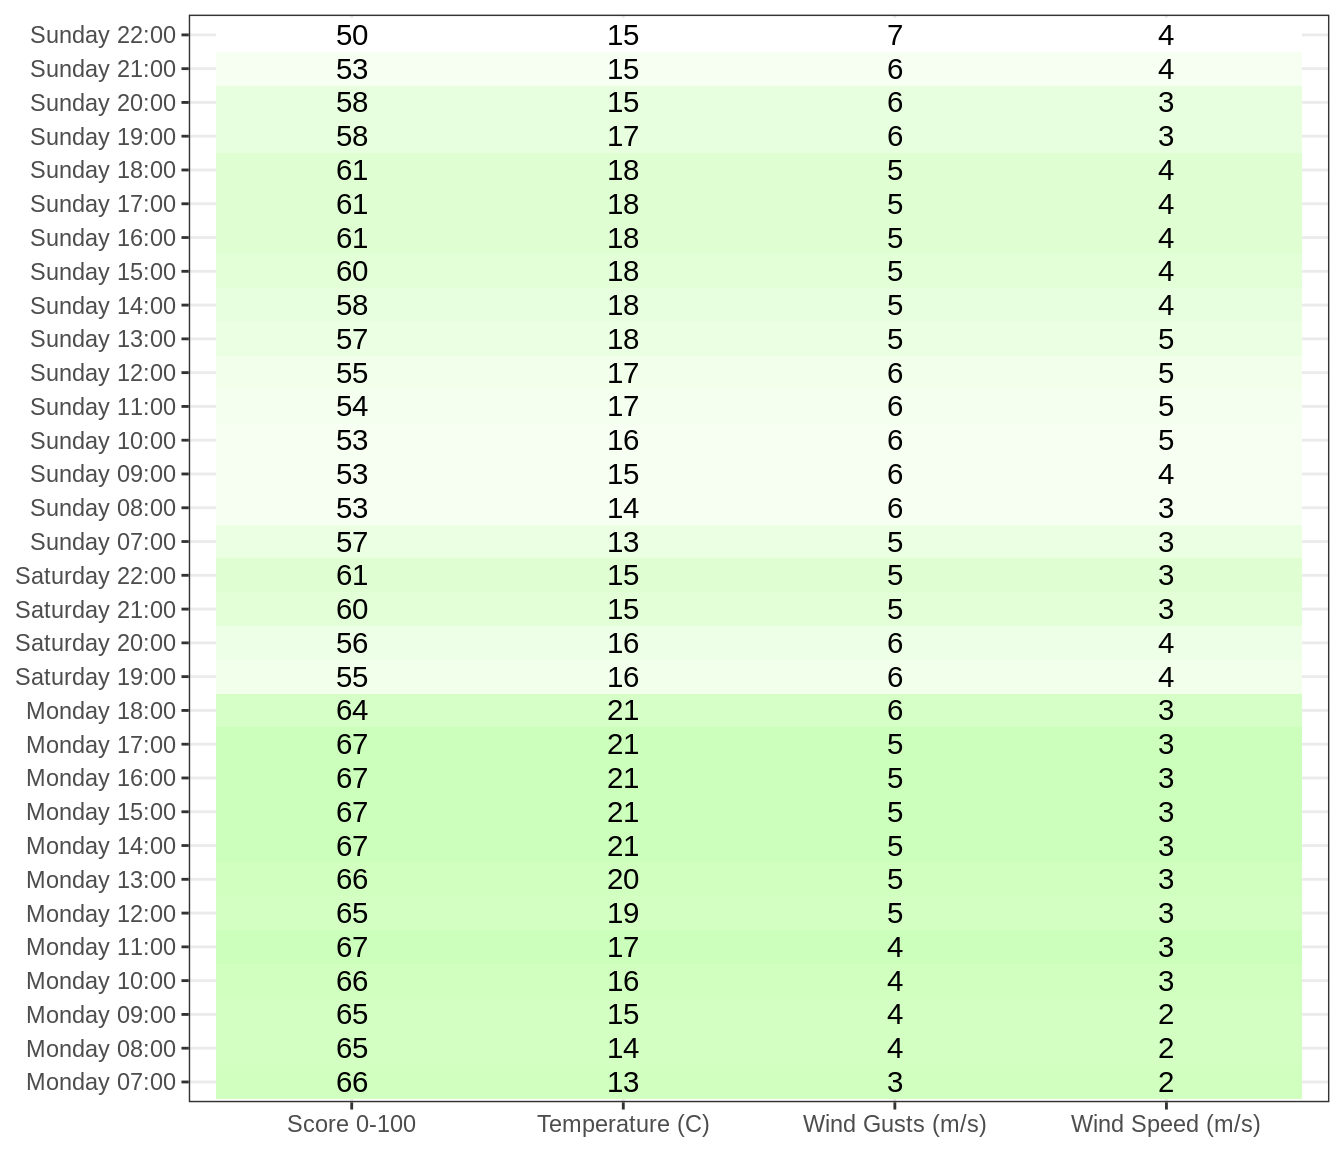 Sunday 22:00 50 15 7 4
Sunday 21:00 53 15 6 4
Sunday 20:00 58 15 6 3
Sunday 19:00 58 17 6 3
Sunday 18:00 61 18 5 4
Sunday 17:00 61 18 5 4
Sunday 16:00 61 18 5 4
Sunday 15:00 60 18 5 4
Sunday 14:00 58 18 5 4
Sunday 13:00 57 18 5 5
Sunday 12:00 55 17 6 5
Sunday 11:00 54 17 6 5
Sunday 10:00 53 16 6 5
Sunday 09:00 53 15 6 4
Sunday 08:00 53 14 6 3
Sunday 07:00 57 13 5 3
Saturday 22:00 61 15 5 3
Saturday 21:00 60 15 5 3
Saturday 20:00 56 16 6 4
Saturday 19:00 55 16 6 4
Monday 18:00 64 21 6 3
Monday 17:00 67 21 5 3
Monday 16:00 67 21 5 3
Monday 15:00 67 21 5 3
Monday 14:00 67 21 5 3
Monday 13:00 66 20 5 3
Monday 12:00 65 19 5 3
Monday 11:00 67 17 4 3
Monday 10:00 66 16 4 3
Monday 09:00 65 15 4 2
Monday 08:00 65 14 4 2
Monday 07:00 66 13 3 2
Score 0-100 Temperature (C) Wind Gusts (m/s) Wind Speed (m/s)